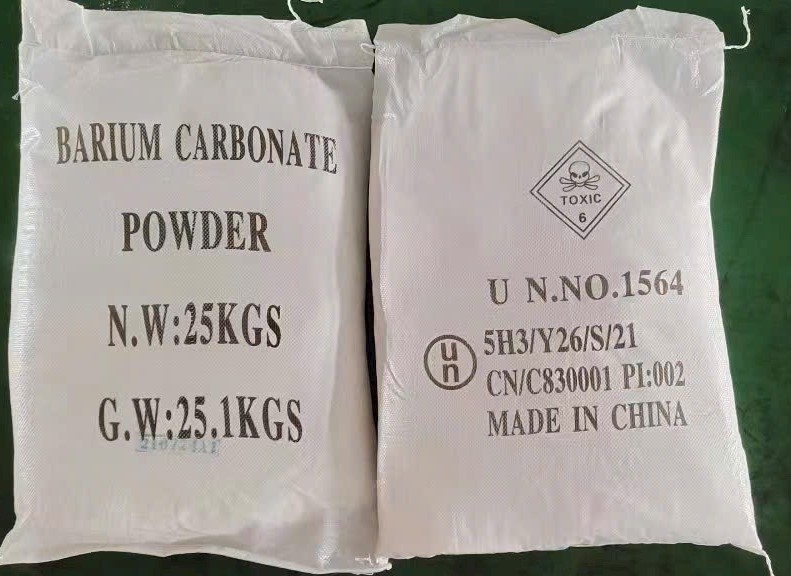 BARIUM CARBONATE
POWDER
N.W:25KGS
G.W:25.1KGS
TOXIC
6
U N.NO.1564
un
5H3/Y26/S/21
CN/C830001 PI:002
MADE IN CHINA